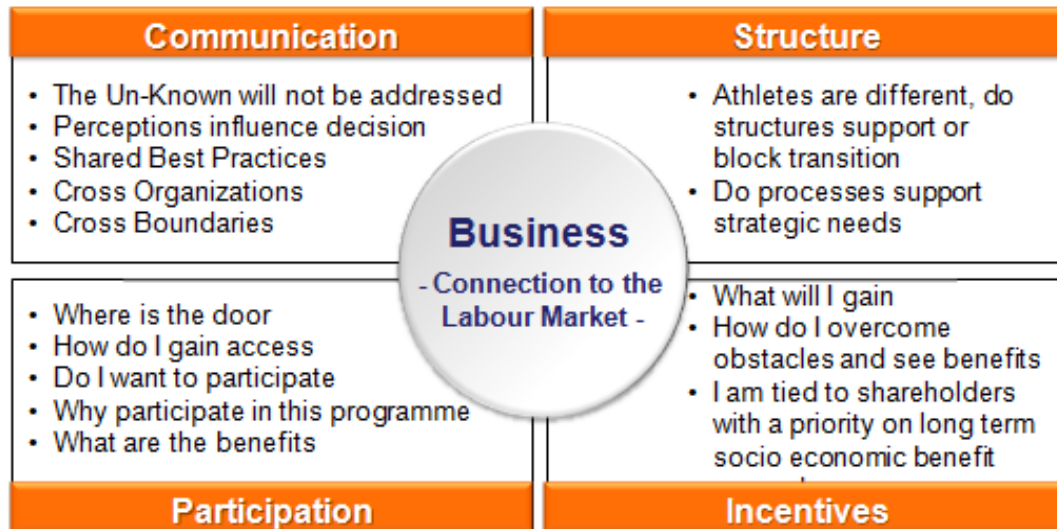 Communication
• The Un-Known will not be addressed
• Perceptions influence decision
• Shared Best Practices
• Cross Organizations
• Cross Boundaries
Structure
• Athletes are different, do
structures support or
block transition
• Do processes support
strategic needs
Business
- Connection to the
Labour Market -
• Where is the door
• How do I gain access
• Do I want to participate
• Why participate in this programme
• What are the benefits
Participation
• What will I gain
• How do I overcome
obstacles and see benefits
• I am tied to shareholders
with a priority on long term
socio economic benefit
Incentives